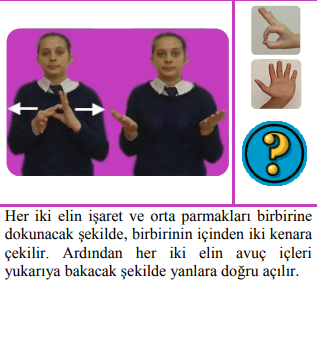 Her iki elin işaret ve orta parmakları birbirine
dokunacak şekilde, birbirinin içinden iki kenara
çekilir. Ardından her iki elin avuç içleri
yukarıya bakacak şekilde yanlara doğru açılır.